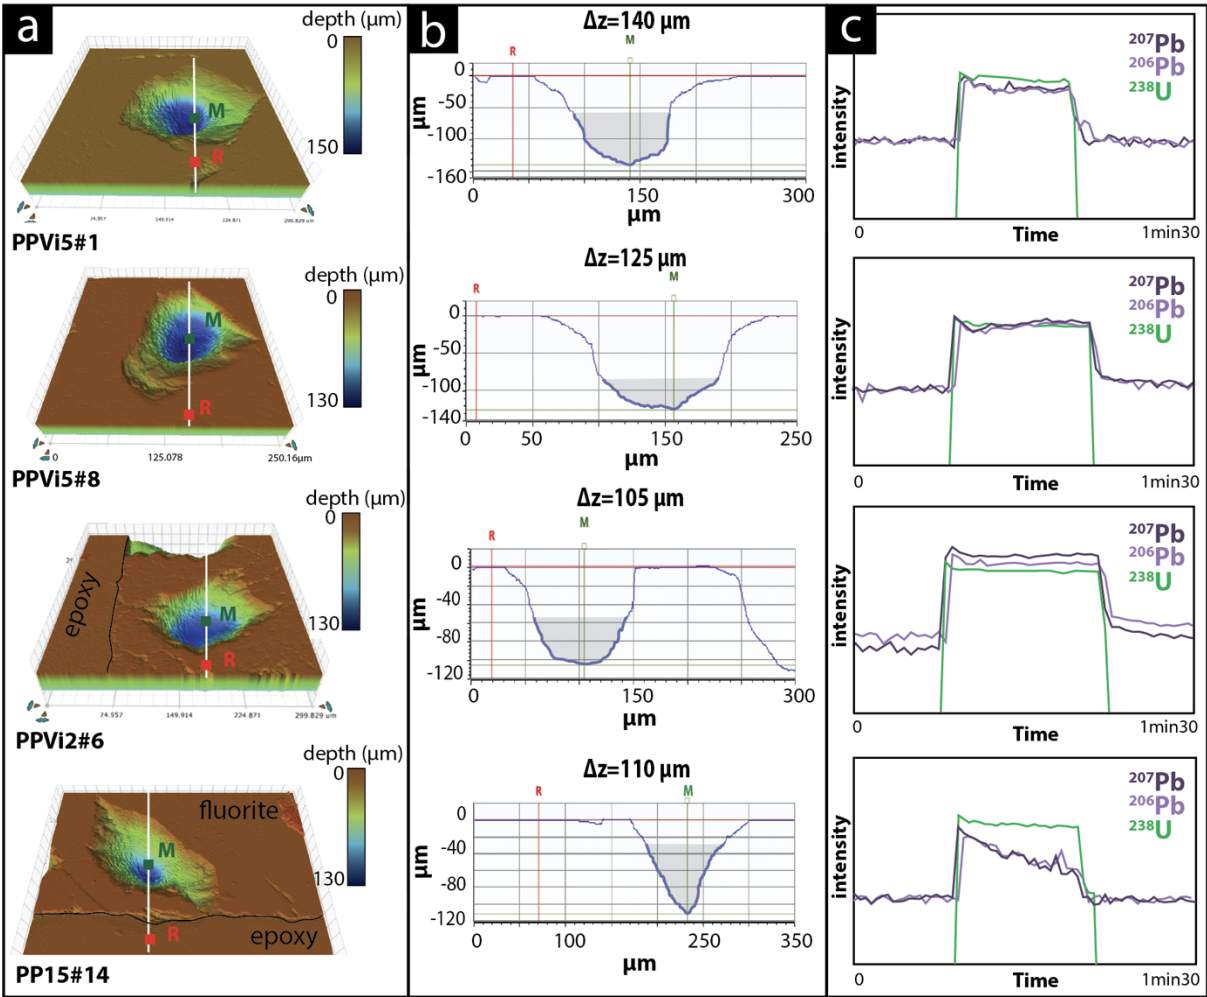 a
depth (µm)
0
150
M
R
74.957
149.914
224.871
299.829 um
PPVi5#1
depth (µm)
0
130
M
R
0
125.078
250.16µm
PPVi5#8
depth (µm)
0
130
epoxy
M
R
74.957
149.914
224.871
299.829 um
PPVi2#6
depth (µm)
0
130
fluorite
M
R
epoxy
PP15#14
b
Δz=140 µm
R
M
µm
0
-50
-100
-160
0
150
300
µm
Δz=125 µm
R
M
µm
0
-50
-100
-140
0
50
150
250
µm
Δz=105 µm
R
M
µm
0
-40
-80
-120
0
150
300
µm
Δz=110 µm
R
M
µm
0
-40
-80
-120
0
100
250
350
µm
c
²⁰⁷Pb
²⁰⁶Pb
²³⁸U
intensity
0
Time
1min30
²⁰⁷Pb
²⁰⁶Pb
²³⁸U
intensity
0
Time
1min30
²⁰⁷Pb
²⁰⁶Pb
²³⁸U
intensity
0
Time
1min30
²⁰⁷Pb
²⁰⁶Pb
²³⁸U
intensity
0
Time
1min30